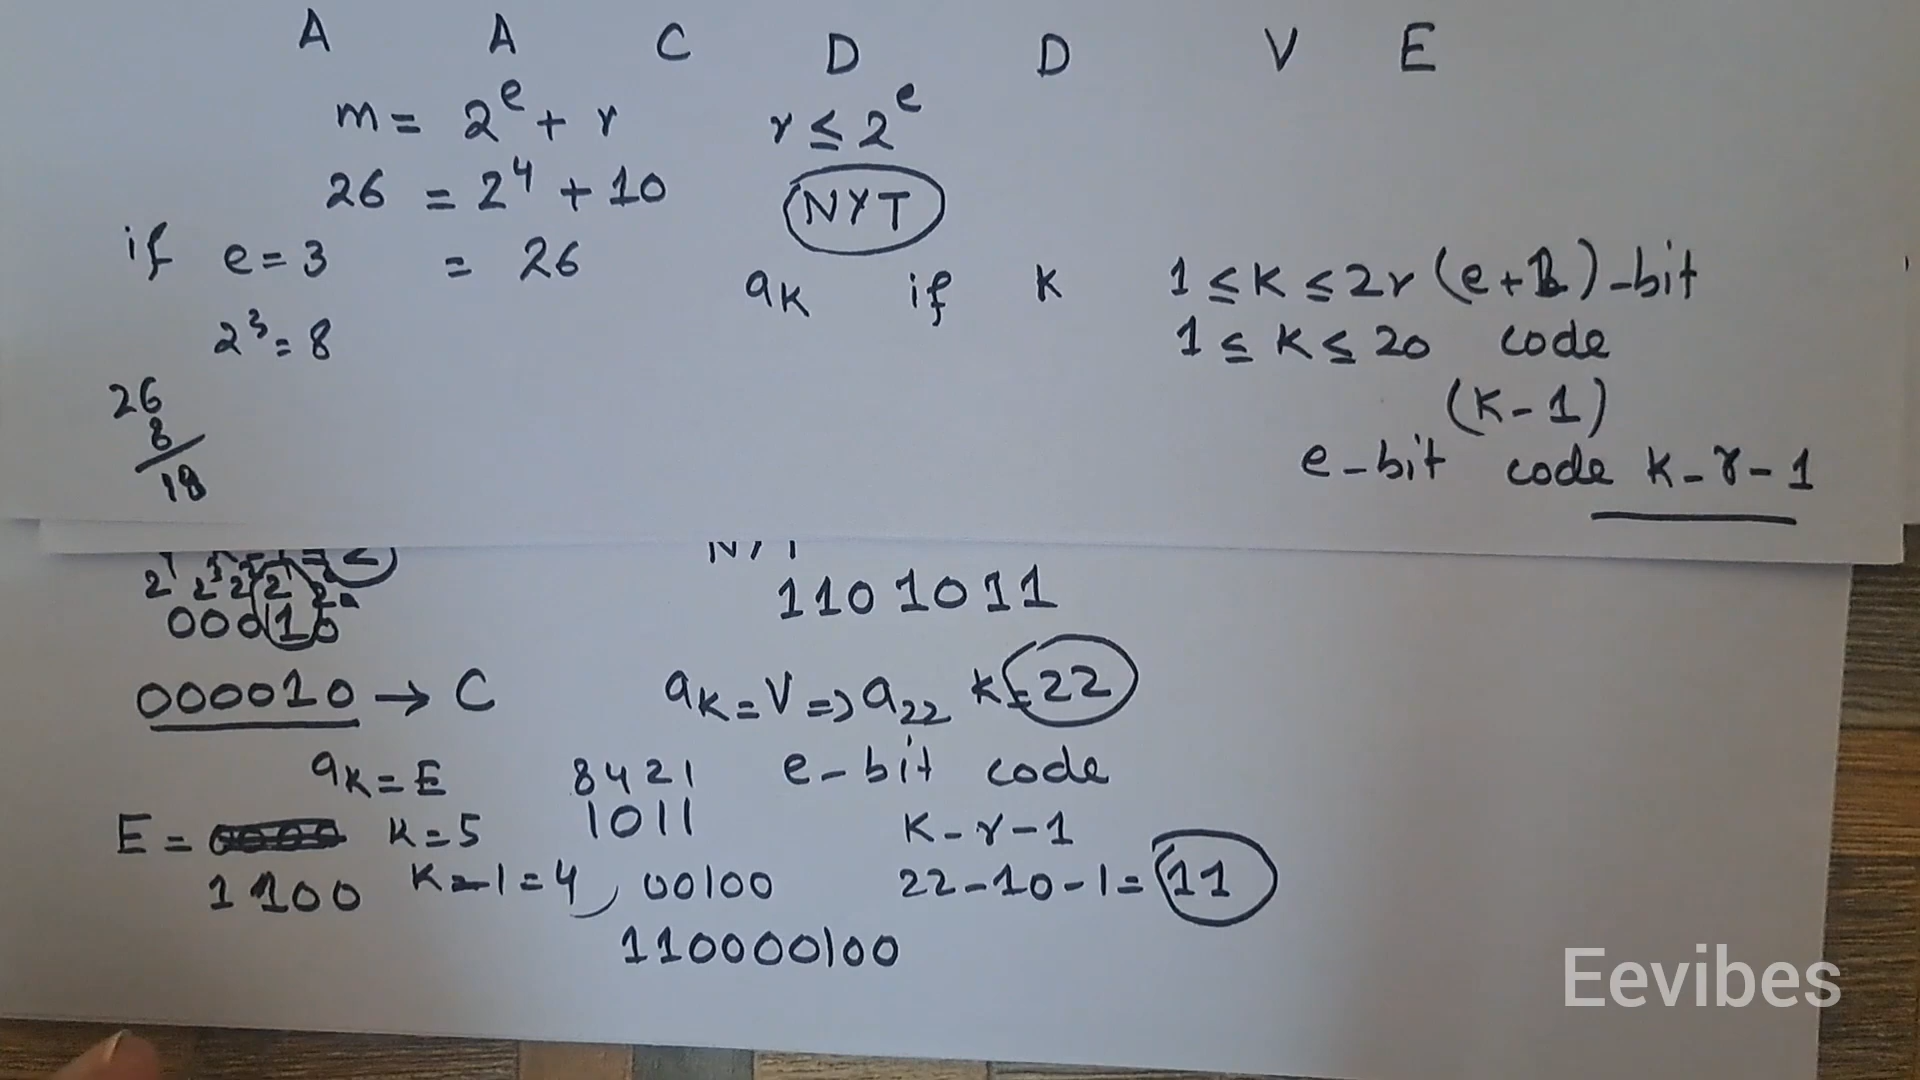 A A C D D V E
m = 2^e + r r ≤ 2^e
26 = 2^4 + 10 NYT
if e = 3 = 26
a_K if K 1 ≤ K ≤ 2r (e+1)-bit
2^3 = 8 1 ≤ K ≤ 20 code
26
8
18
(K-1)
e-bit code K-r-1
NYT
00010 1101011
000010 → C a_K = V => a_22 K = 22
a_K = E 8421 e-bit code
E = K = 5 1011 K-r-1
1100 K-1 = 4, 00100 22-10-1 = 11
110000100
Eevibes